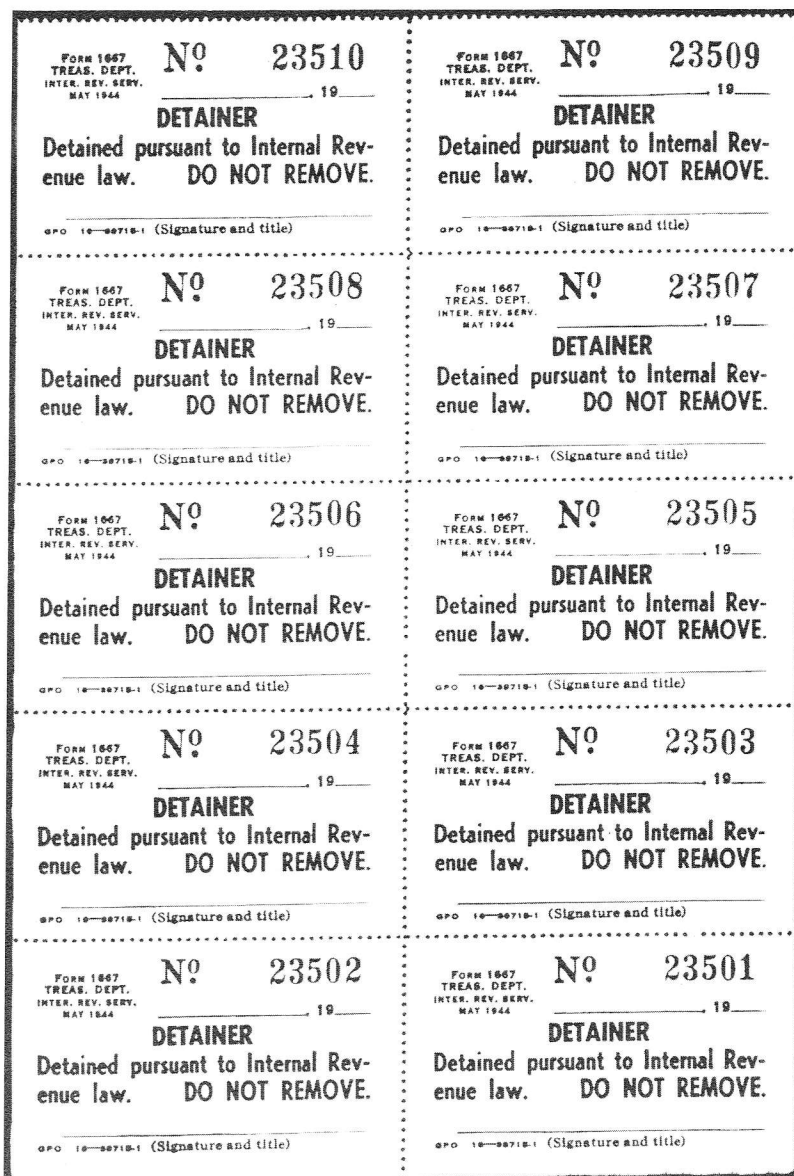 FORM 1667
TREAS. DEPT.
INTER. REV. SERV.
MAY 1944
Nº 23510
, 19
DETAINER
Detained pursuant to Internal Rev-
enue law. DO NOT REMOVE.
GPO (Signature and title)
FORM 1667
TREAS. DEPT.
INTER. REV. SERV.
MAY 1944
Nº 23509
, 19
DETAINER
Detained pursuant to Internal Rev-
enue law. DO NOT REMOVE.
GPO (Signature and title)
FORM 1667
TREAS. DEPT.
INTER. REV. SERV.
MAY 1944
Nº 23508
, 19
DETAINER
Detained pursuant to Internal Rev-
enue law. DO NOT REMOVE.
GPO (Signature and title)
FORM 1667
TREAS. DEPT.
INTER. REV. SERV.
MAY 1944
Nº 23507
, 19
DETAINER
Detained pursuant to Internal Rev-
enue law. DO NOT REMOVE.
GPO (Signature and title)
FORM 1667
TREAS. DEPT.
INTER. REV. SERV.
MAY 1944
Nº 23506
, 19
DETAINER
Detained pursuant to Internal Rev-
enue law. DO NOT REMOVE.
GPO (Signature and title)
FORM 1667
TREAS. DEPT.
INTER. REV. SERV.
MAY 1944
Nº 23505
, 19
DETAINER
Detained pursuant to Internal Rev-
enue law. DO NOT REMOVE.
GPO (Signature and title)
FORM 1667
TREAS. DEPT.
INTER. REV. SERV.
MAY 1944
Nº 23504
, 19
DETAINER
Detained pursuant to Internal Rev-
enue law. DO NOT REMOVE.
GPO (Signature and title)
FORM 1667
TREAS. DEPT.
INTER. REV. SERV.
MAY 1944
Nº 23503
, 19
DETAINER
Detained pursuant to Internal Rev-
enue law. DO NOT REMOVE.
GPO (Signature and title)
FORM 1667
TREAS. DEPT.
INTER. REV. SERV.
MAY 1944
Nº 23502
, 19
DETAINER
Detained pursuant to Internal Rev-
enue law. DO NOT REMOVE.
GPO (Signature and title)
FORM 1667
TREAS. DEPT.
INTER. REV. SERV.
MAY 1944
Nº 23501
, 19
DETAINER
Detained pursuant to Internal Rev-
enue law. DO NOT REMOVE.
GPO (Signature and title)